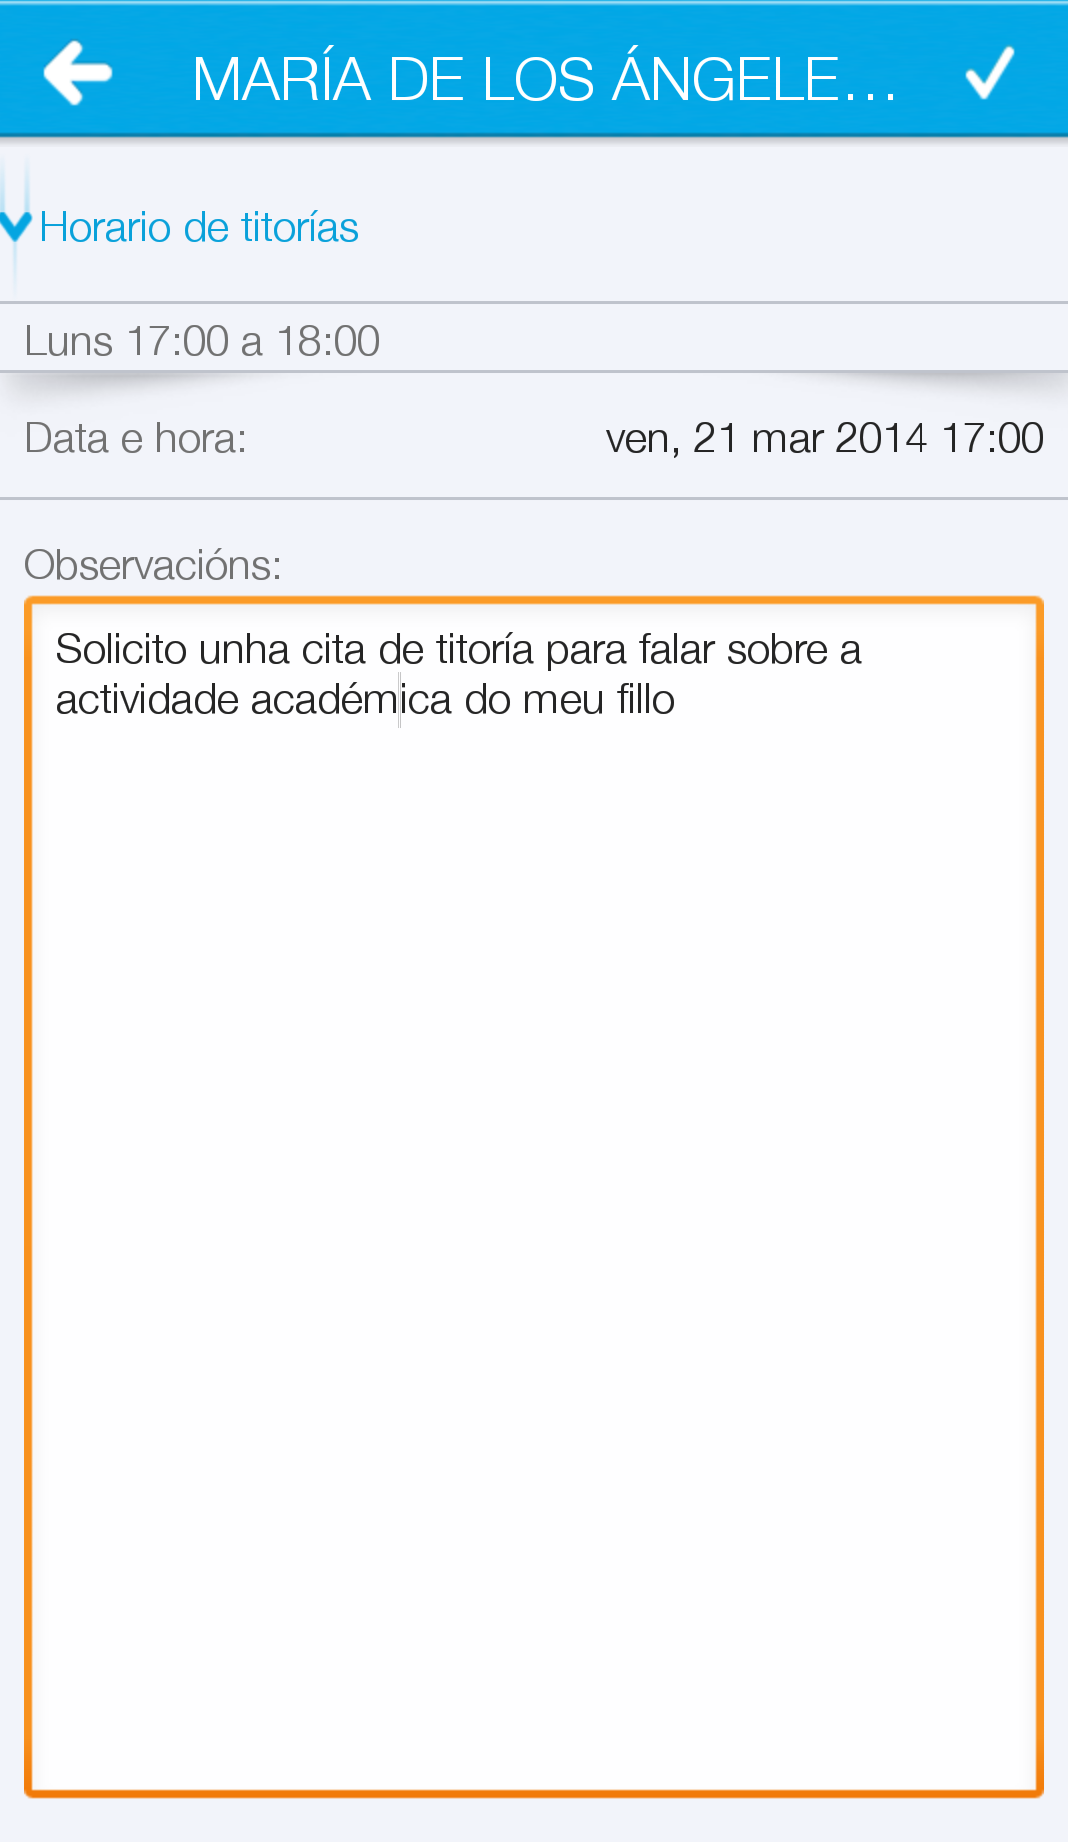 MARÍA DE LOS ÁNGELE...
Horario de titorías
Luns 17:00 a 18:00
Data e hora: ven, 21 mar 2014 17:00
Observacións:
Solicito unha cita de titoría para falar sobre a
actividade académica do meu fillo